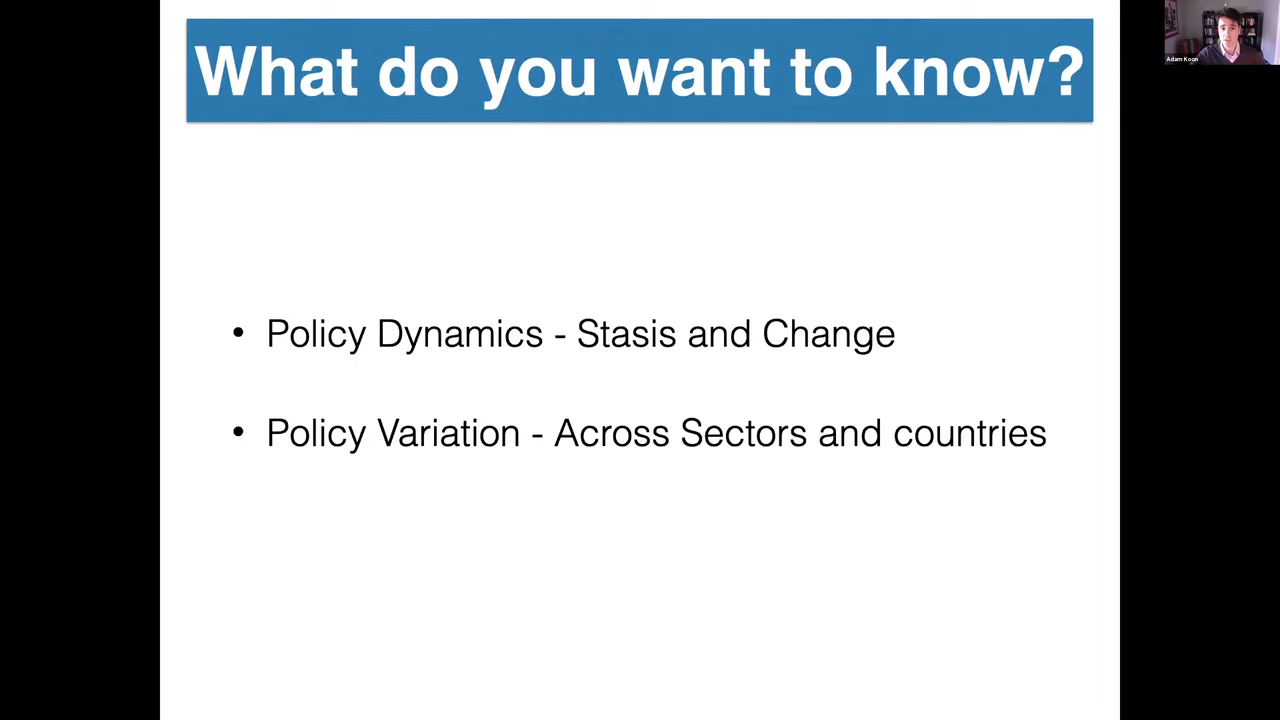 What do you want to know?
Adam Koon
• Policy Dynamics - Stasis and Change
• Policy Variation - Across Sectors and countries